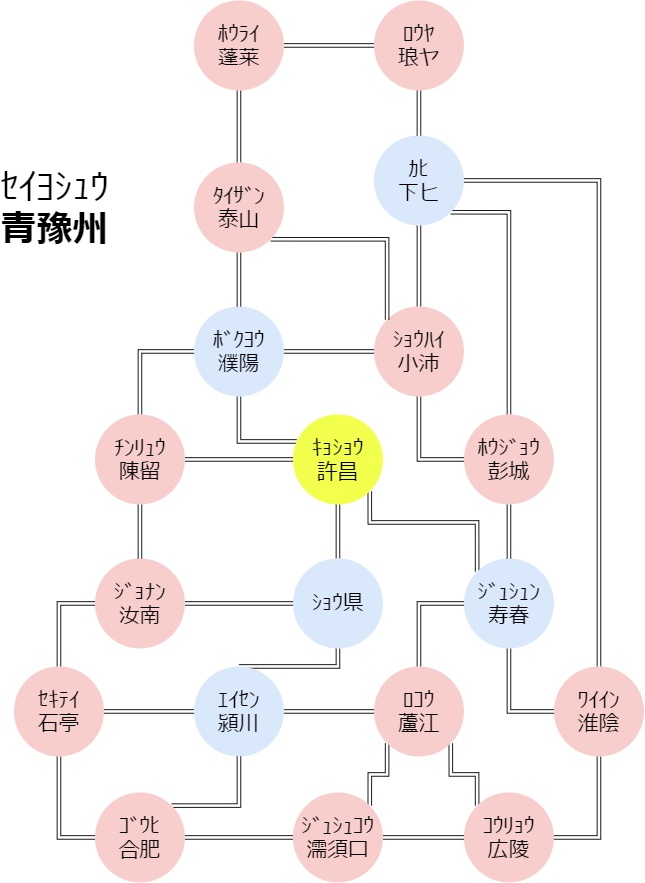 ﾎｳﾗｲ
蓬莱
ﾛｳﾔ
琅ヤ
ｾｲﾖｼｭｳ
青豫州
ﾀｲｻﾞﾝ
泰山
ｶﾋ
下ヒ
ﾎﾞｸﾖｳ
濮陽
ｼｮｳﾊｲ
小沛
ﾁﾝﾘｭｳ
陳留
ｷｮｼｮｳ
許昌
ﾎｳｼﾞｮｳ
彭城
ｼﾞｮﾅﾝ
汝南
ｼｮｳ県
ｼﾞｭｼｭﾝ
寿春
ｾｷﾃｲ
石亭
ｴｲｾﾝ
潁川
ﾛｺｳ
蘆江
ﾜｲｲﾝ
淮陰
ｺﾞｳﾋ
合肥
ｼﾞｭｼｭｺｳ
濡須口
ｺｳﾘｮｳ
広陵